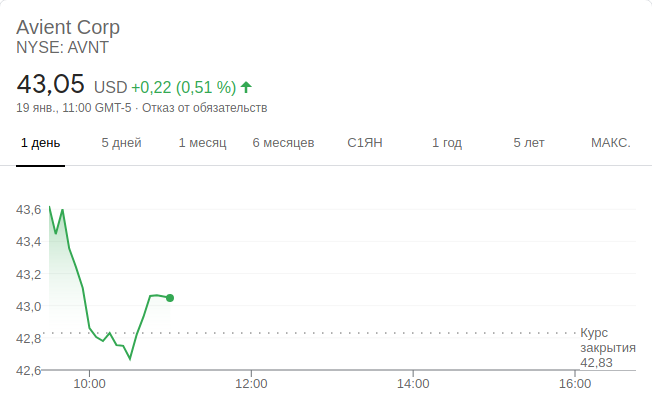 Avient Corp
NYSE: AVNT
43,05 USD +0,22 (0,51 %)
19 янв., 11:00 GMT-5 · Отказ от обязательств
1 день 5 дней 1 месяц 6 месяцев С1ЯН 1 год 5 лет МАКС.
43,6
43,4
43,2
43,0
42,8
42,6
Курс
закрытия
42,83
10:00 12:00 14:00 16:00